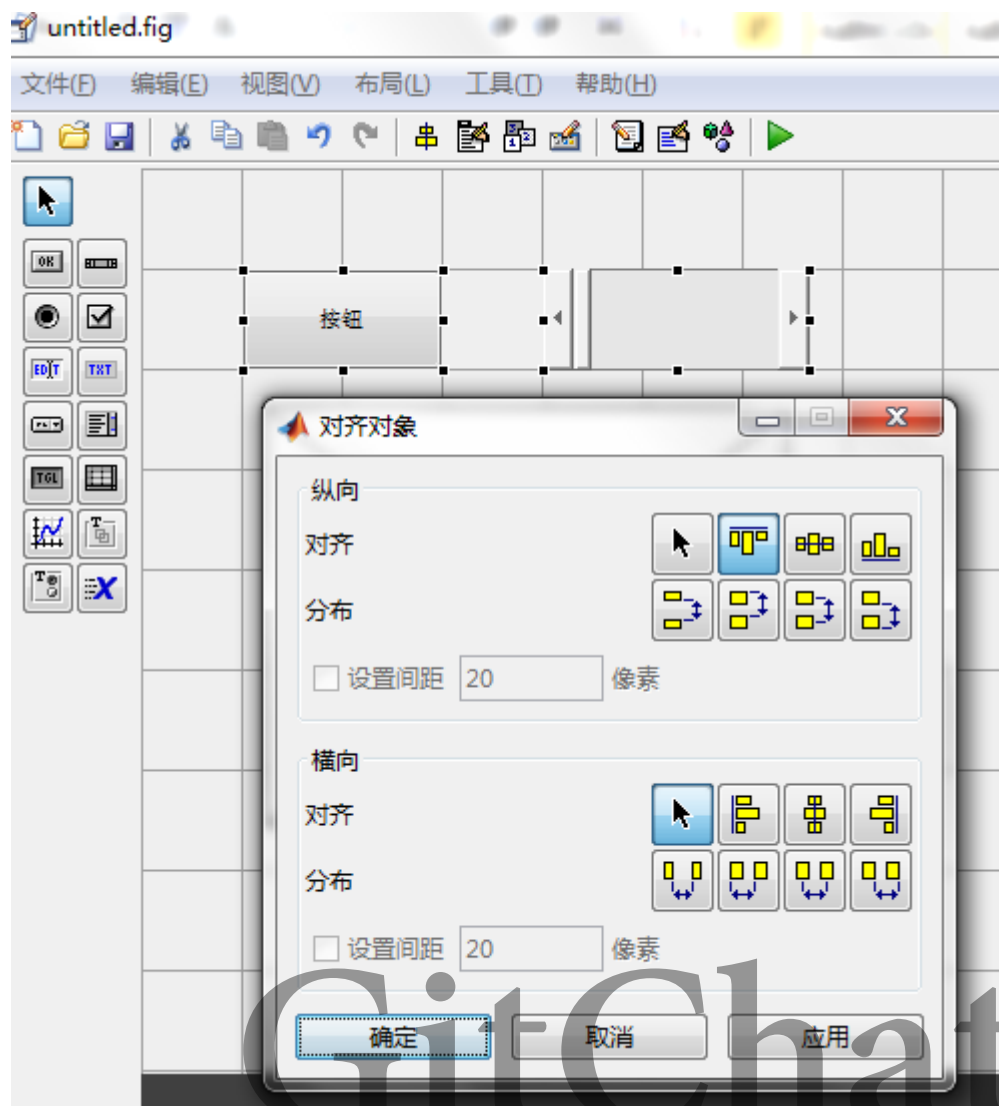 untitled.fig
文件(F) 编辑(E) 视图(V) 布局(L) 工具(T) 帮助(H)
OK
按钮
EDIT TXT
TGL
对齐对象
纵向
对齐
分布
设置间距 20 像素
横向
对齐
分布
设置间距 20 像素
确定 取消 应用
GitChat